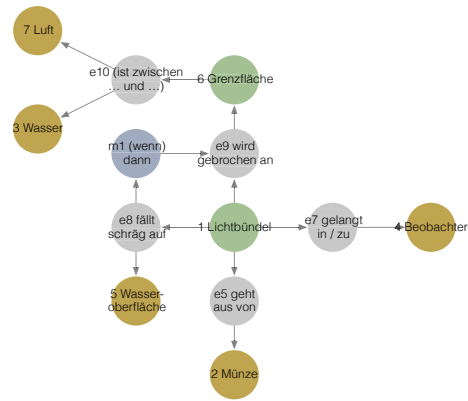 7 Luft
e10 (ist zwischen
… und …)
6 Grenzfläche
3 Wasser
m1 (wenn)
dann
e9 wird
gebrochen an
e8 fällt
schräg auf
1 Lichtbündel
e7 gelangt
in / zu
4 Beobachter
5 Wasser-
oberfläche
e5 geht
aus von
2 Münze